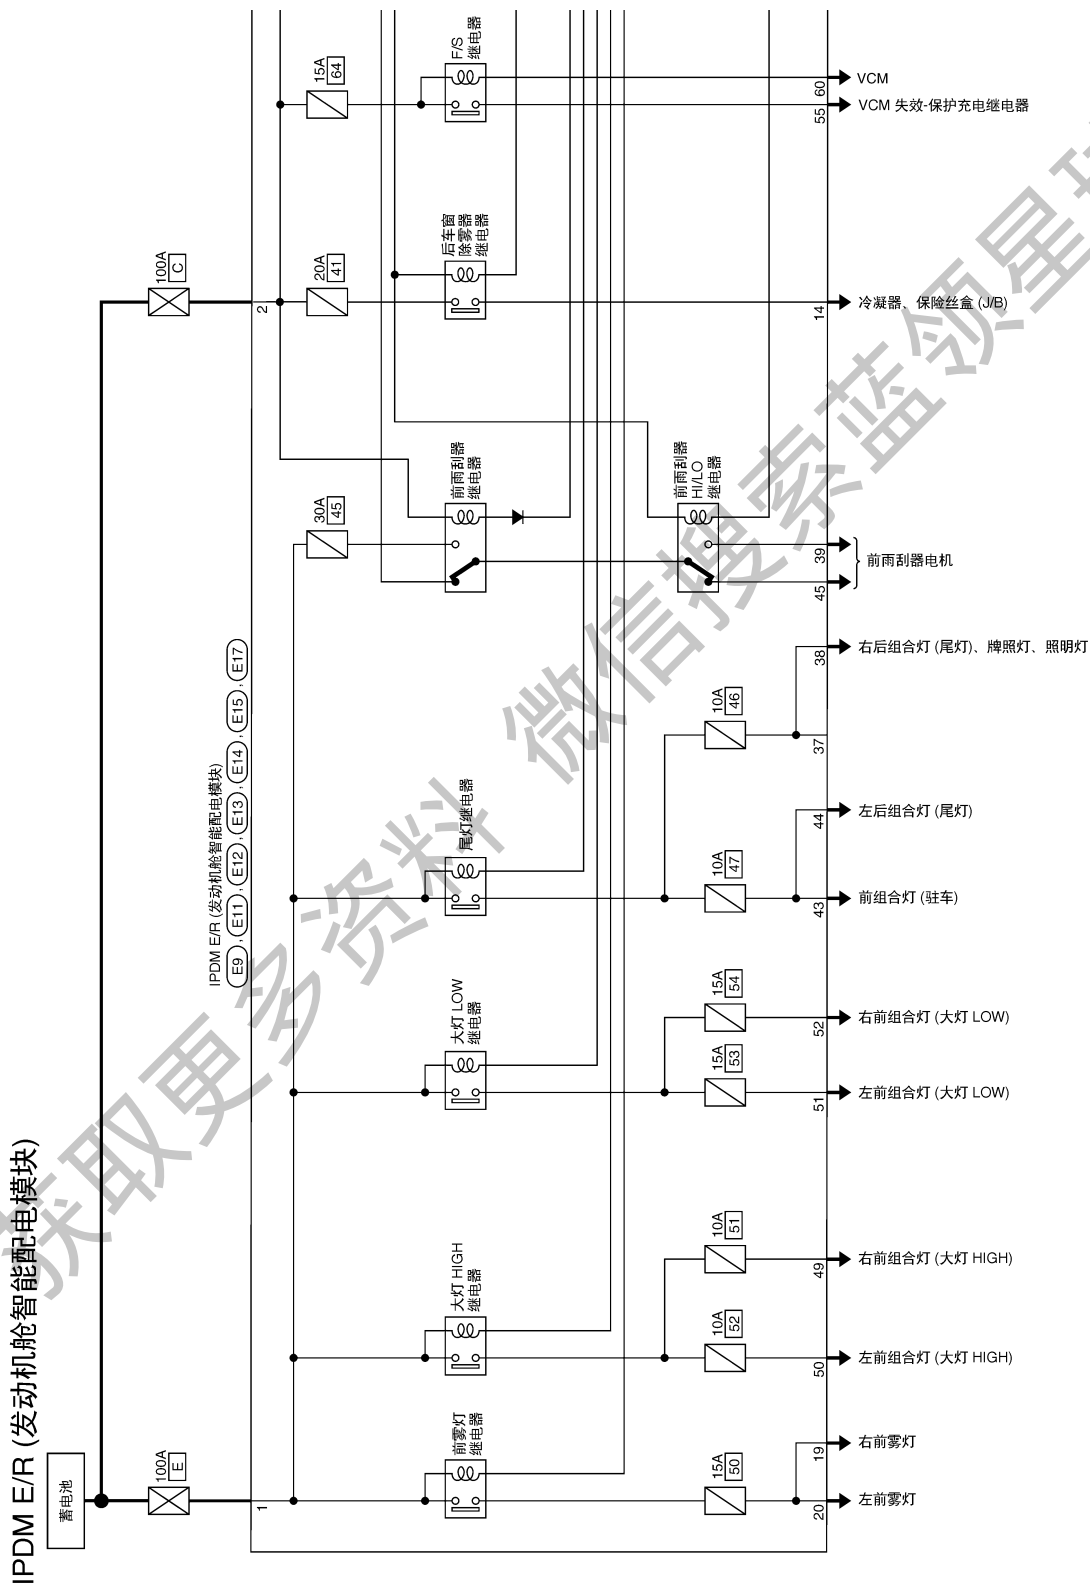 IPDM E/R (发动机舱智能配电模块)
蓄电池
100A
E
100A
C
IPDM E/R (发动机舱智能配电模块)
E9 , E11 , E12 , E13 , E14 , E15 , E17
1
2
15A
64
F/S
继电器
60
VCM
55
VCM 失效-保护充电继电器
20A
41
后车窗
除雾器
继电器
14
冷凝器、保险丝盒 (J/B)
30A
45
前雨刮器
继电器
前雨刮器
HI/LO
继电器
39
45
前雨刮器电机
10A
46
38
右后组合灯 (尾灯)、牌照灯、照明灯
37
尾灯继电器
10A
47
44
左后组合灯 (尾灯)
43
前组合灯 (驻车)
大灯 LOW
继电器
15A
54
52
右前组合灯 (大灯 LOW)
15A
53
51
左前组合灯 (大灯 LOW)
大灯 HIGH
继电器
10A
51
49
右前组合灯 (大灯 HIGH)
10A
52
50
左前组合灯 (大灯 HIGH)
前雾灯
继电器
15A
50
19
右前雾灯
20
左前雾灯
获取更多资料 微信搜索蓝领星球